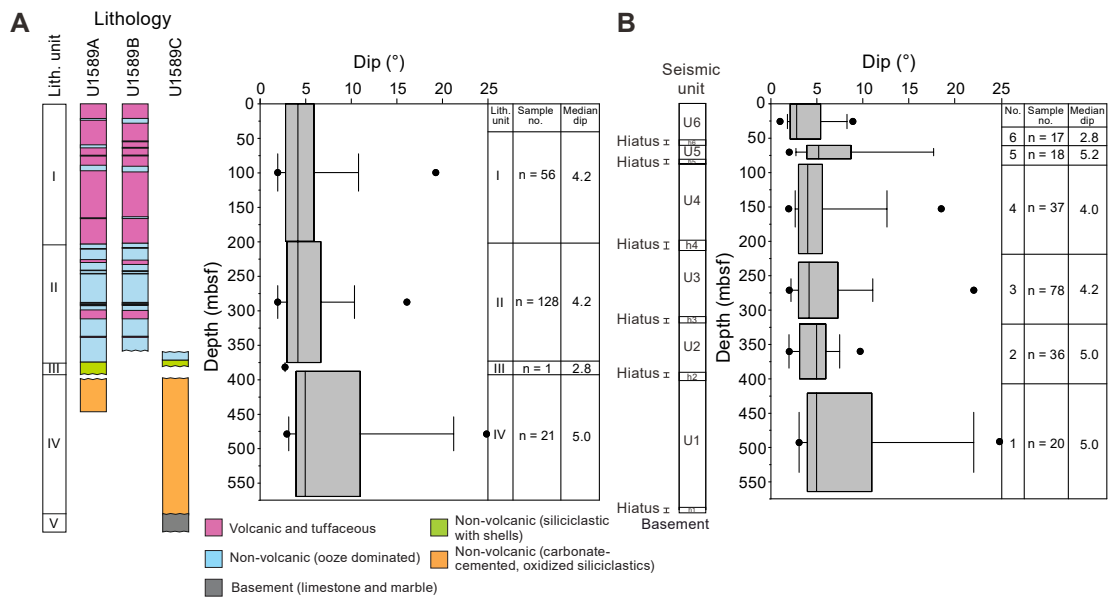 A
Lithology
Lith. unit
U1589A
U1589B
U1589C
I
II
III
IV
V
Dip (°)
0 5 10 15 20 25
Depth (mbsf)
0
50
100
150
200
250
300
350
400
450
500
550
Lith. unit Sample no. Median dip
I n = 56 4.2
II n = 128 4.2
III n = 1 2.8
IV n = 21 5.0
Volcanic and tuffaceous
Non-volcanic (ooze dominated)
Basement (limestone and marble)
Non-volcanic (siliciclastic
with shells)
Non-volcanic (carbonate-
cemented, oxidized siliciclastics)
B
Seismic
unit
U6
Hiatus h6
U5
Hiatus h5
U4
Hiatus h4
U3
Hiatus h3
U2
Hiatus h2
U1
Hiatus h1
Basement
Dip (°)
0 5 10 15 20 25
Depth (mbsf)
0
50
100
150
200
250
300
350
400
450
500
550
No. Sample no. Median dip
6 n = 17 2.8
5 n = 18 5.2
4 n = 37 4.0
3 n = 78 4.2
2 n = 36 5.0
1 n = 20 5.0